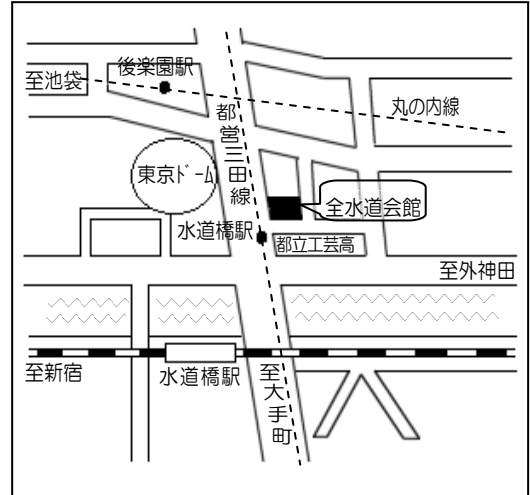 後楽園駅
至池袋
丸の内線
都営三田線
東京ドーム
全水道会館
水道橋駅
都立工芸高
至外神田
至新宿
水道橋駅
至大手町